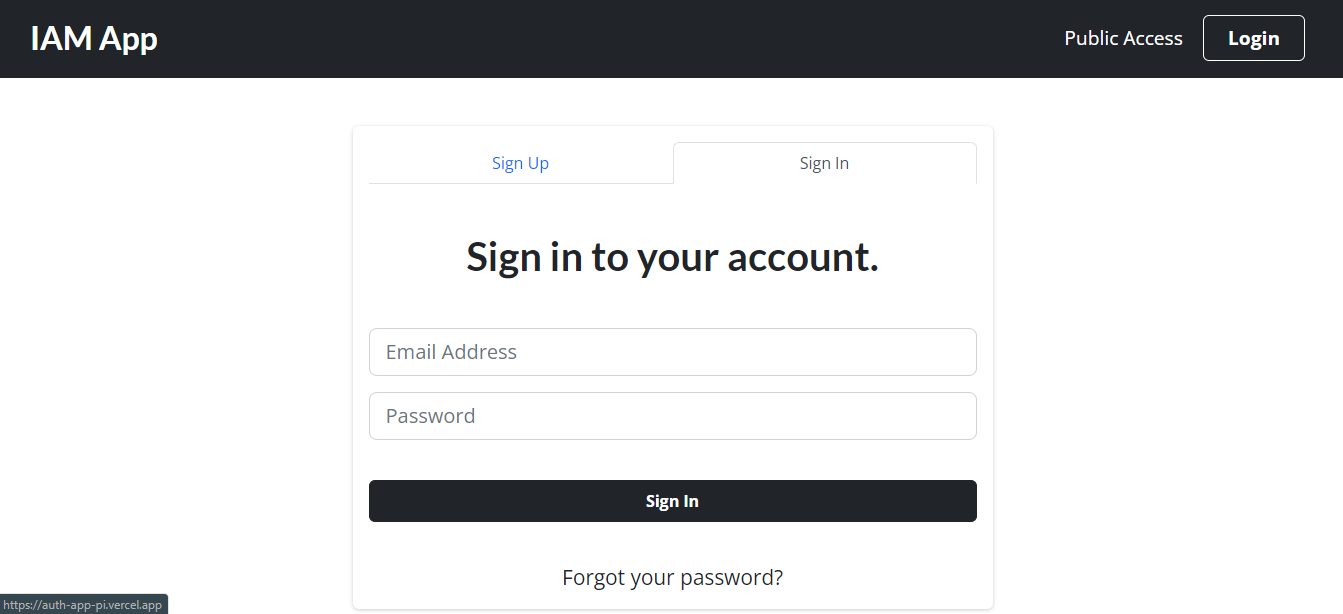 IAM App
Public Access
Login
Sign Up
Sign In
Sign in to your account.
Email Address
Password
Sign In
Forgot your password?
https://auth-app-pi.vercel.app